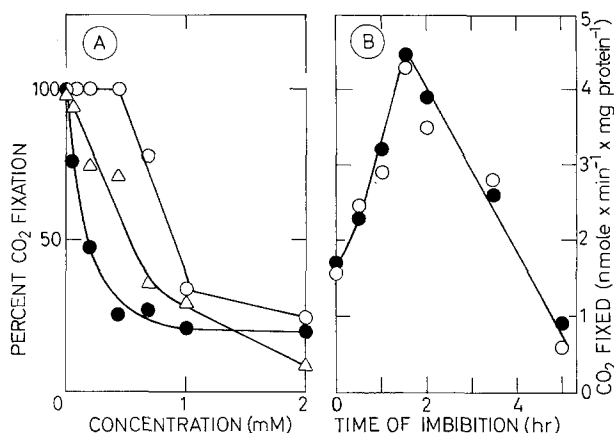 A
B
PERCENT CO₂ FIXATION
100
50
0
1
2
CONCENTRATION (mM)
0
2
4
TIME OF IMBIBITION (hr)
5
4
3
2
1
0
CO₂ FIXED (nmole x min⁻¹ x mg protein⁻¹)